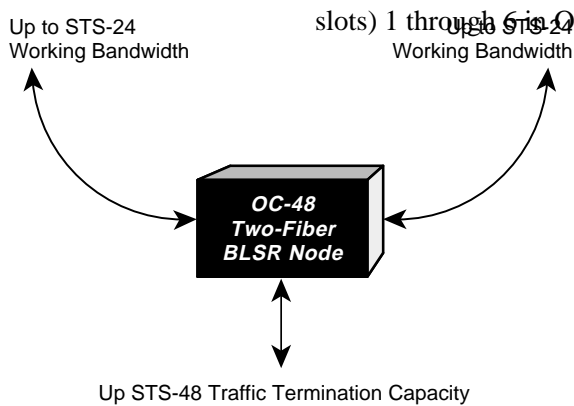 slots) 1 through 6 in O
Up to STS-24
Working Bandwidth
Up to STS-24
Working Bandwidth
OC-48
Two-Fiber
BLSR Node
Up STS-48 Traffic Termination Capacity